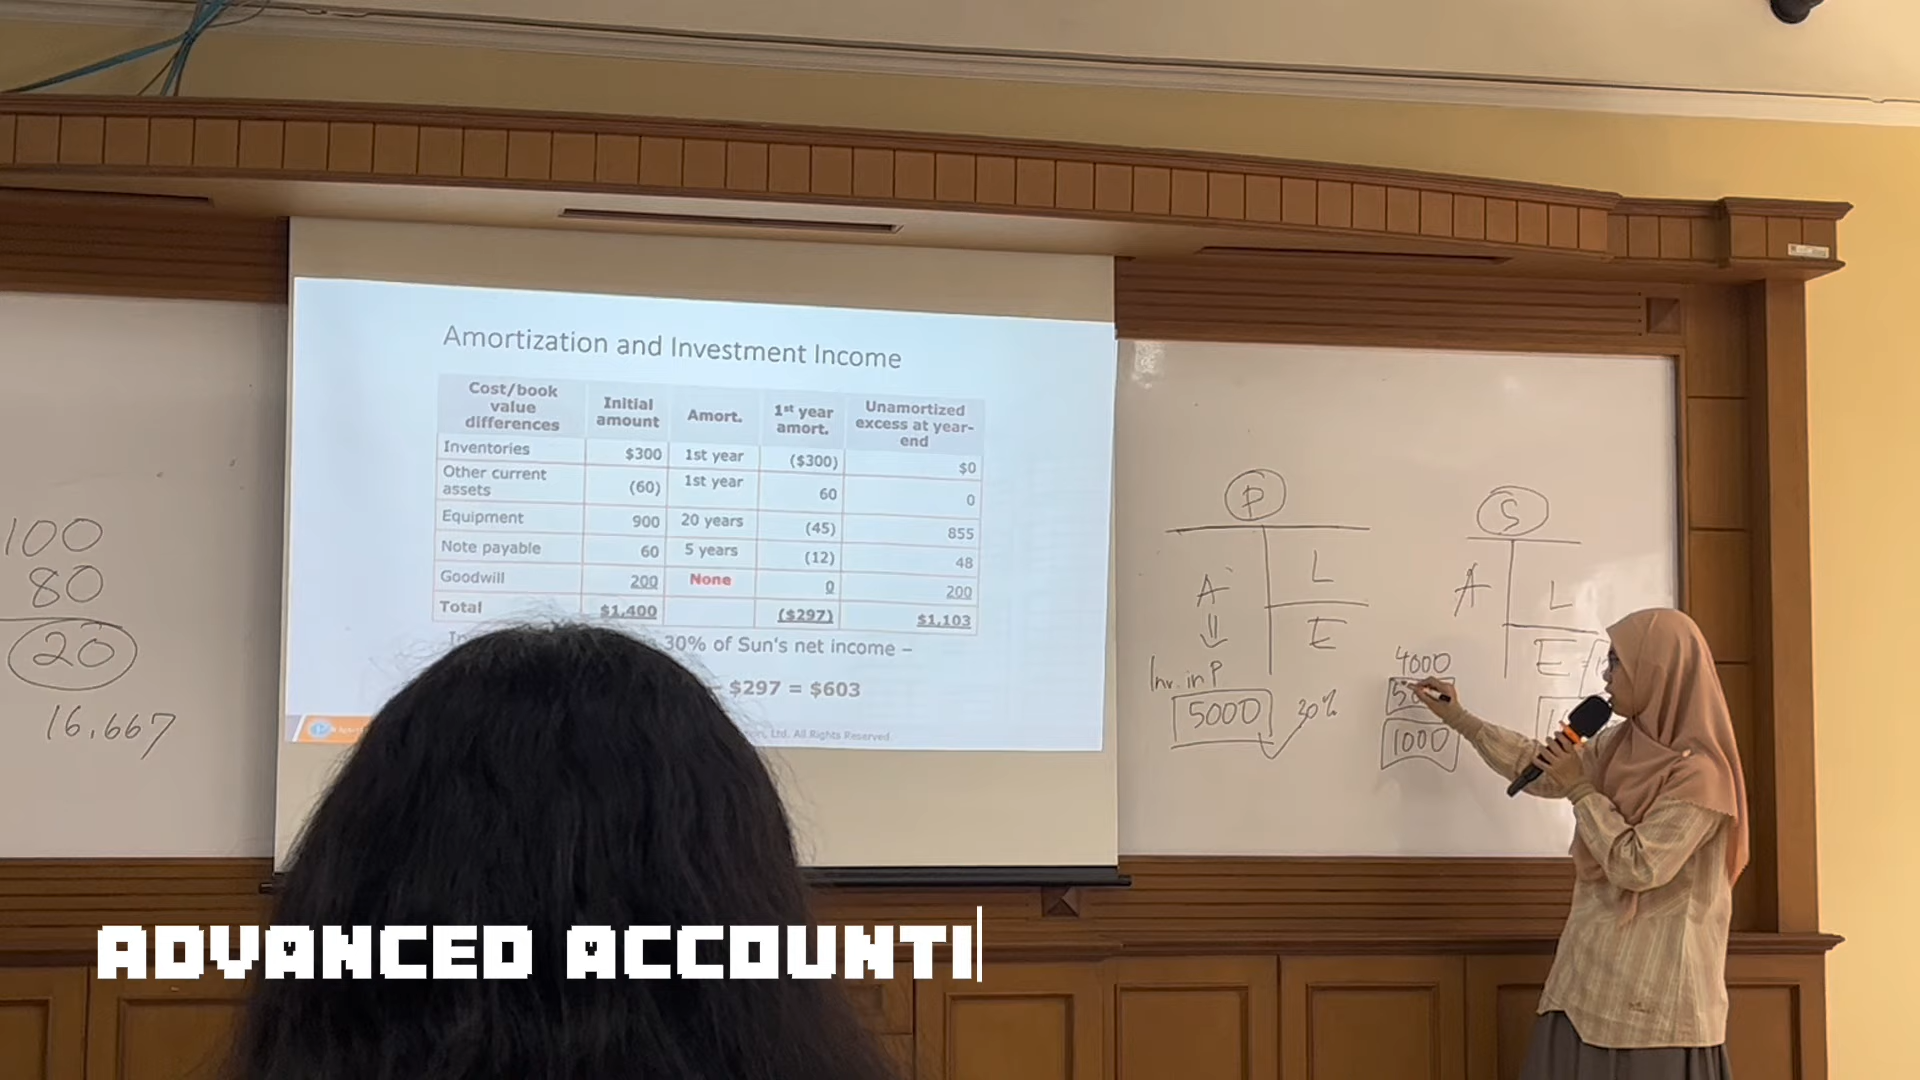 Amortization and Investment Income
Cost/book value differences | Initial amount | Amort. | 1st year amort. | Unamortized excess at year-end
Inventories | $300 | 1st year | ($300) | $0
Other current assets | (60) | 1st year | 60 | 0
Equipment | 900 | 20 years | (45) | 855
Note payable | 60 | 5 years | (12) | 48
Goodwill | 200 | None | 0 | 200
Total | $1,400 | ($297) | $1,103
30% of Sun's net income –
$297 = $603
Ltd. All Rights Reserved
100
80
20
16.667
P
A
L
E
Inv. in P
5000
30%
S
A
L
E
4000
1000
ADVANCED ACCOUNTI